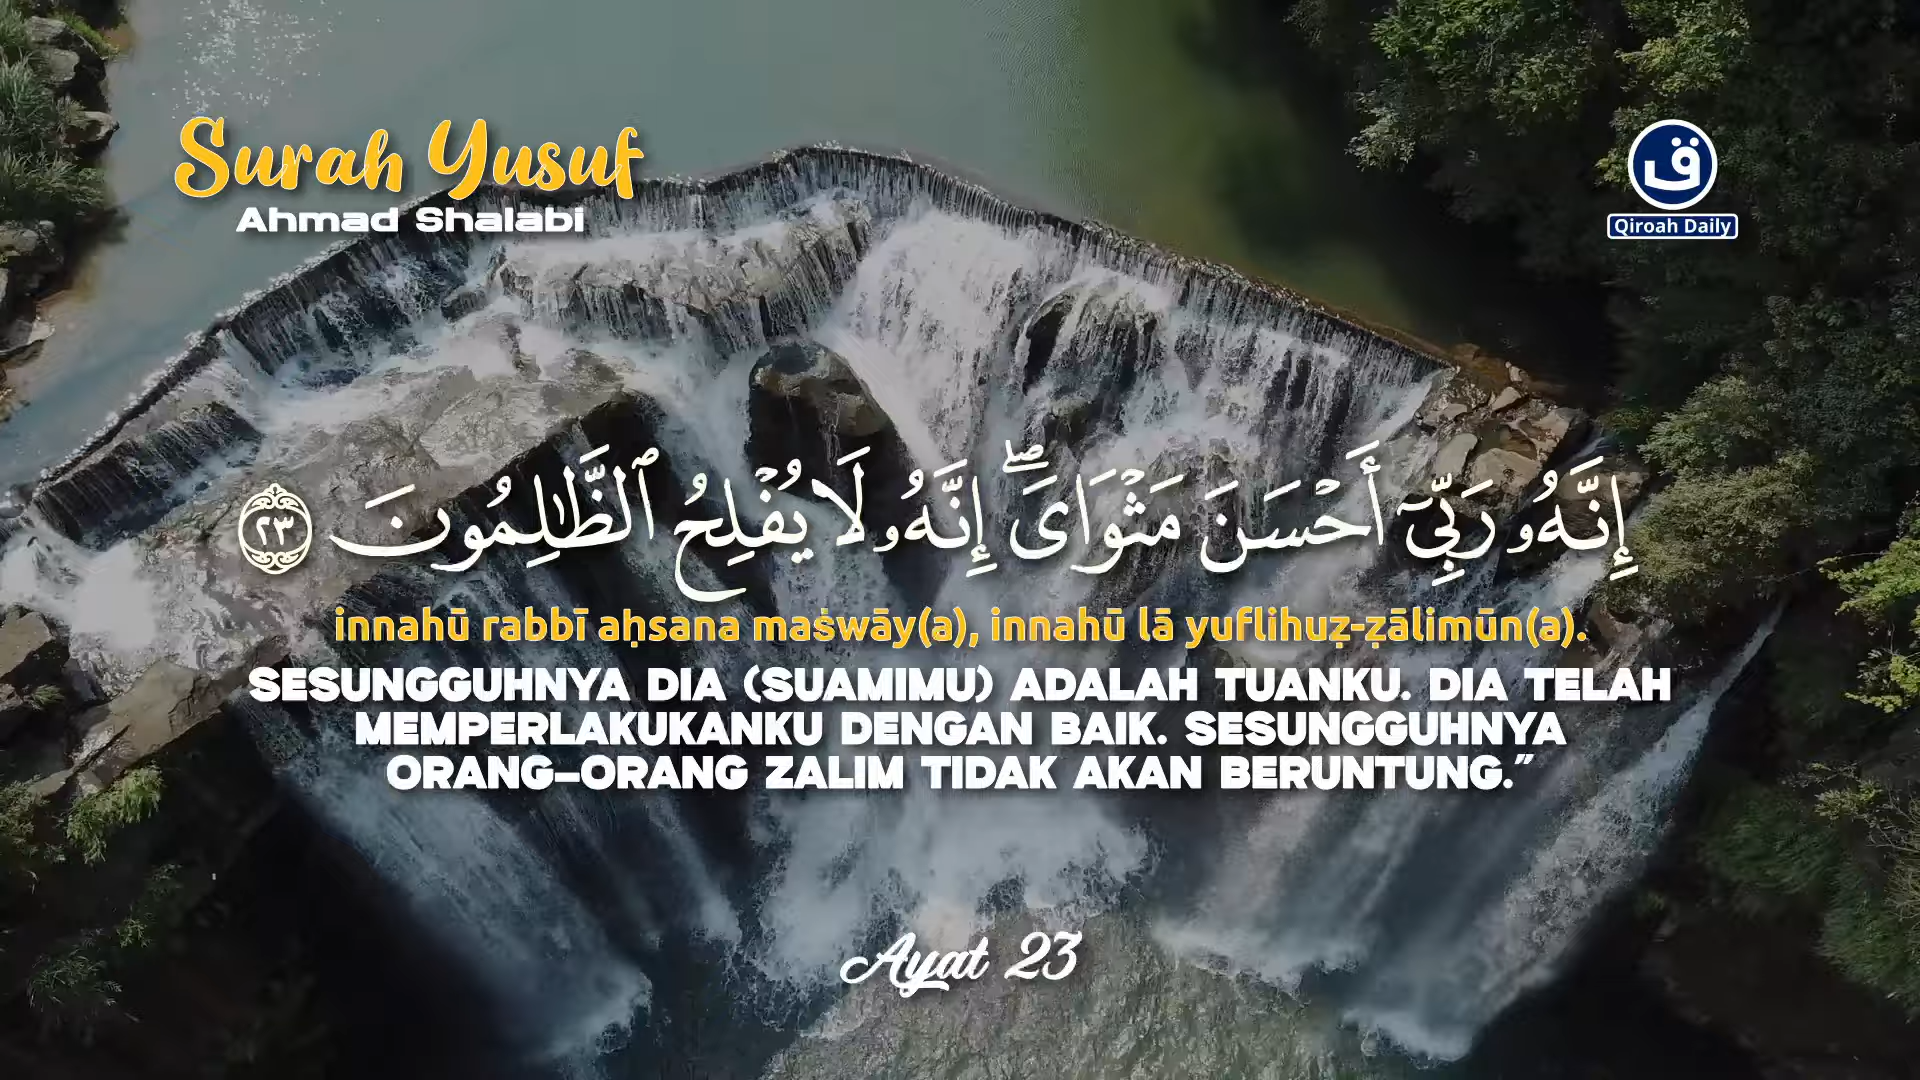 Surah Yusuf
Ahmad Shalabi
ق
Qiroah Daily
إِنَّهُۥ رَبِّىٓ أَحْسَنَ مَثْوَاىَ ۖ إِنَّهُۥ لَا يُفْلِحُ ٱلظَّـٰلِمُونَ ٢٣
innahū rabbī aḥsana maṡwāy(a), innahū lā yufliḥuẓ-ẓālimūn(a).
SESUNGGUHNYA DIA (SUAMIMU) ADALAH TUANKU. DIA TELAH
MEMPERLAKUKANKU DENGAN BAIK. SESUNGGUHNYA
ORANG-ORANG ZALIM TIDAK AKAN BERUNTUNG.”
Ayat 23